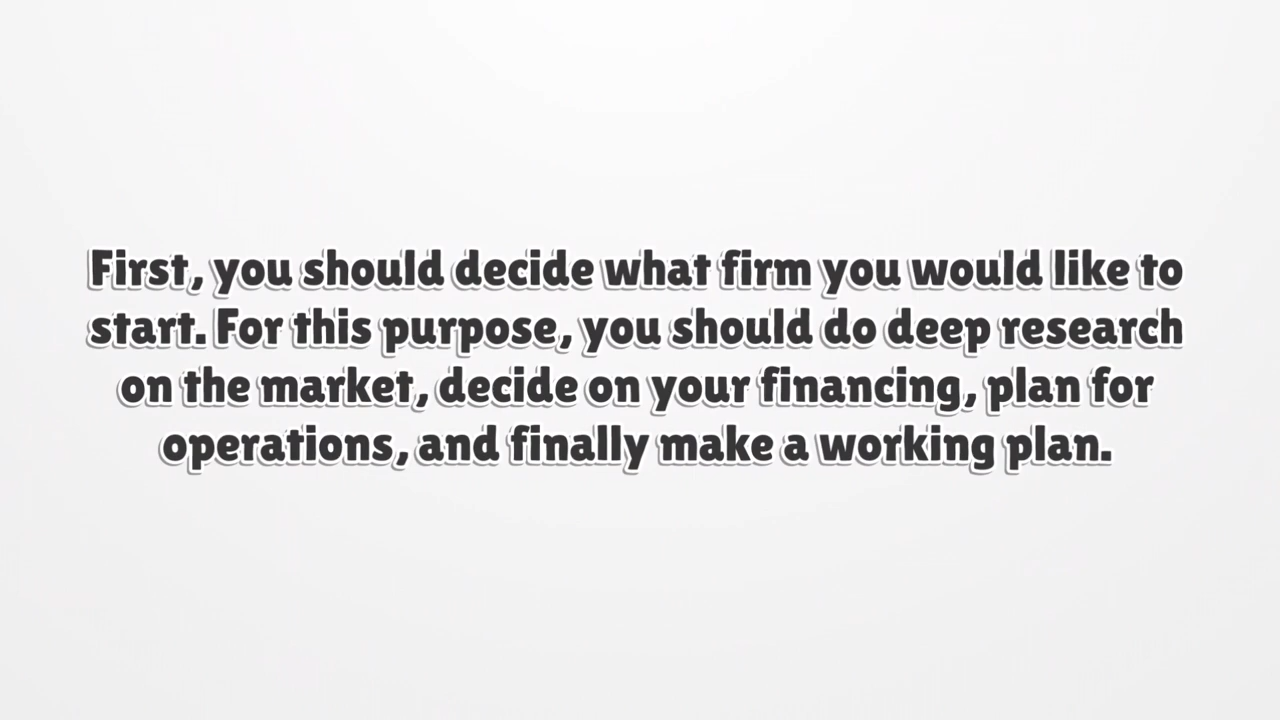 First, you should decide what firm you would like to
start. For this purpose, you should do deep research
on the market, decide on your financing, plan for
operations, and finally make a working plan.